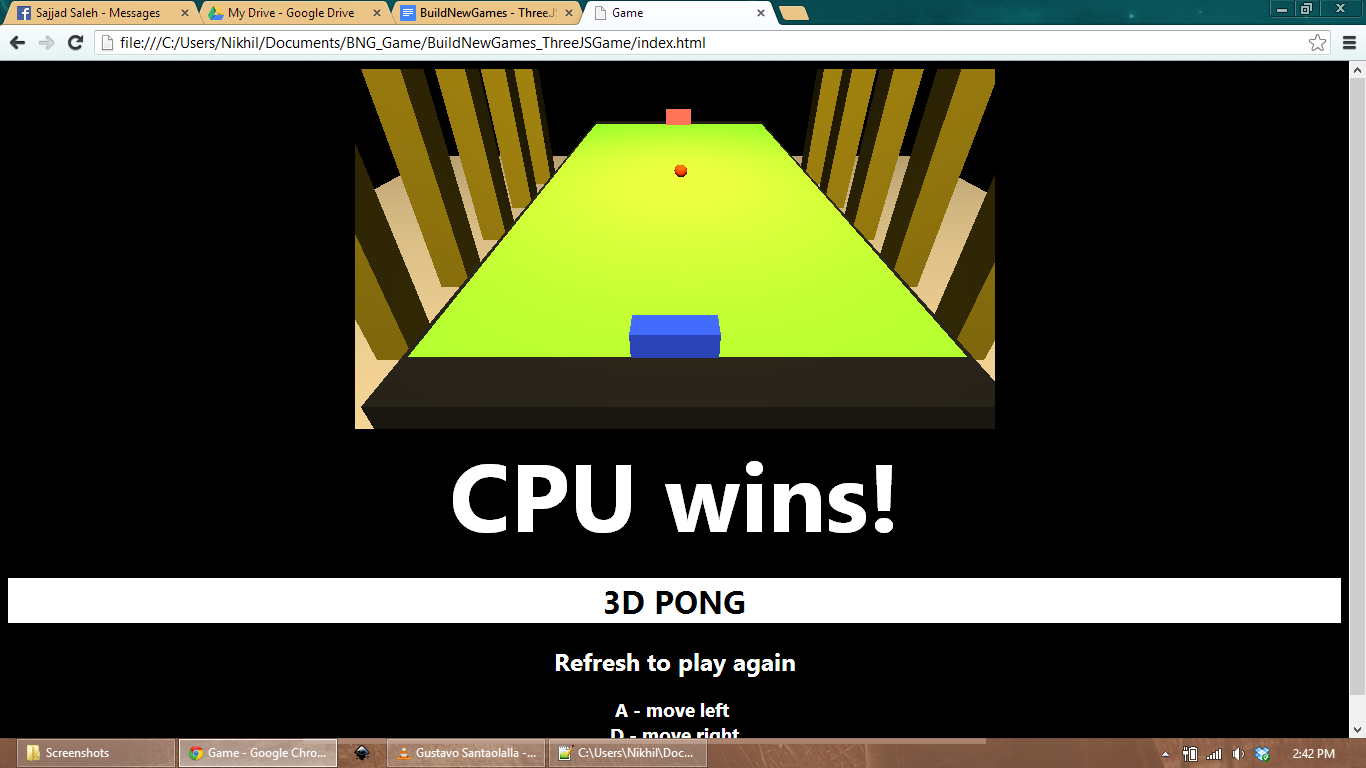 Sajjad Saleh - Messages
My Drive - Google Drive
BuildNewGames - Three.JS
Game
file:///C:/Users/Nikhil/Documents/BNG_Game/BuildNewGames_ThreeJSGame/index.html
CPU wins!
3D PONG
Refresh to play again
A - move left
D - move right
Screenshots
Game - Google Chro...
Gustavo Santaolalla -...
C:\Users\Nikhil\Doc...
2:42 PM